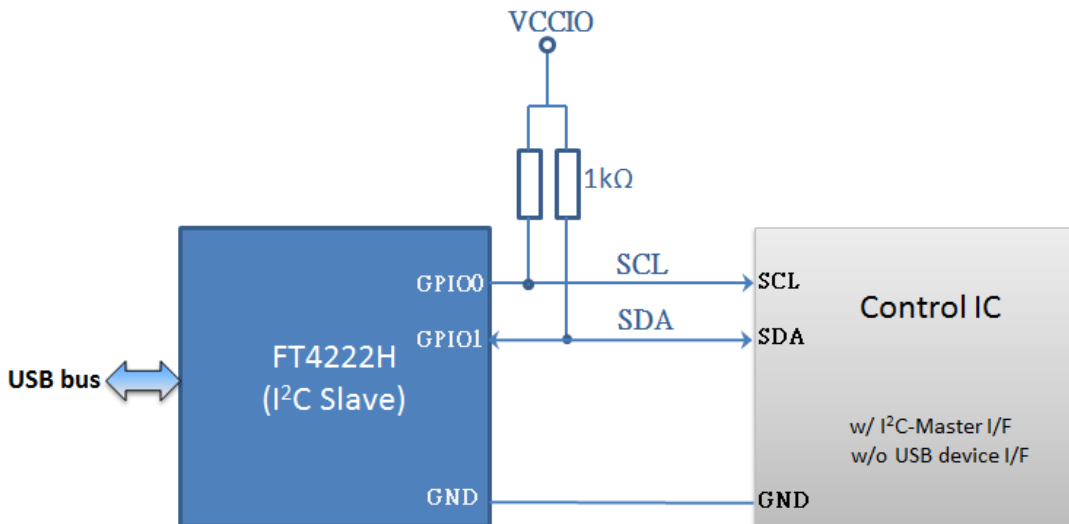 VCCIO
1kΩ
SCL
SDA
GPIO0
GPIO1
FT4222H
(I²C Slave)
GND
USB bus
SCL
SDA
Control IC
w/ I²C-Master I/F
w/o USB device I/F
GND